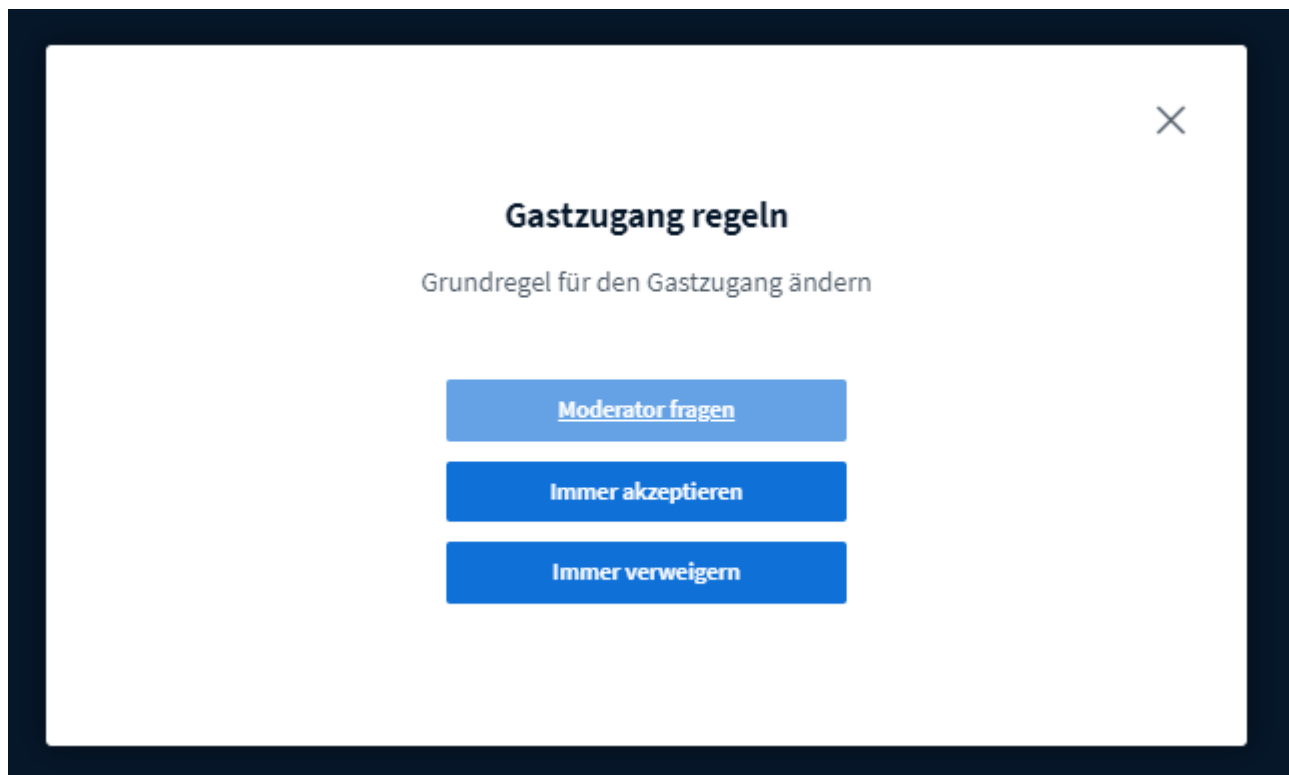 Gastzugang regeln
Grundregel für den Gastzugang ändern
Moderator fragen
Immer akzeptieren
Immer verweigern